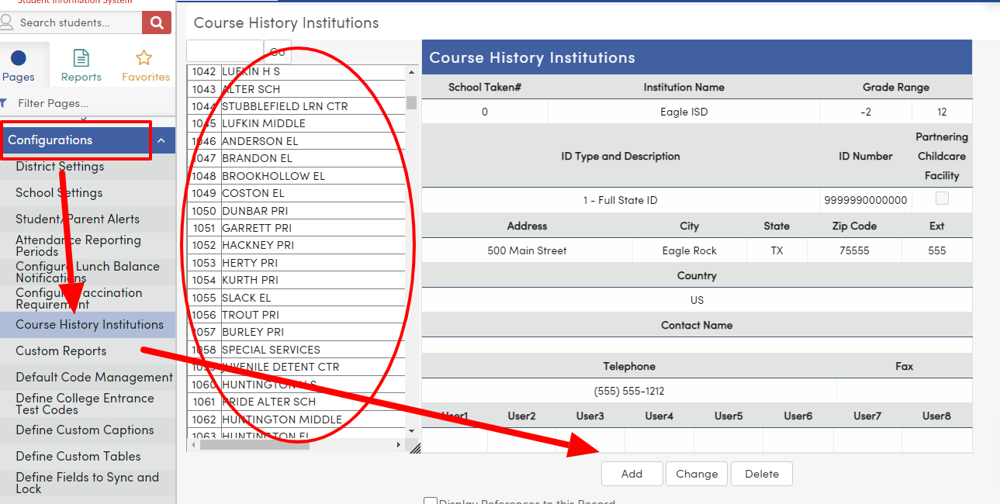 Student Information System
Search students...
Pages
Reports
Favorites
Filter Pages...
Configurations
District Settings
School Settings
Student/Parent Alerts
Attendance Reporting
Periods
Configure Lunch Balance
Notifications
Configure Vaccination
Requirement
Course History Institutions
Custom Reports
Default Code Management
Define College Entrance
Test Codes
Define Custom Captions
Define Custom Tables
Define Fields to Sync and
Lock
Course History Institutions
Go
1042 LUFKIN H S
1043 ALTER SCH
1044 STUBBLEFIELD LRN CTR
1045 LUFKIN MIDDLE
1046 ANDERSON EL
1047 BRANDON EL
1048 BROOKHOLLOW EL
1049 COSTON EL
1050 DUNBAR PRI
1051 GARRETT PRI
1052 HACKNEY PRI
1053 HERTY PRI
1054 KURTH PRI
1055 SLACK EL
1056 TROUT PRI
1057 BURLEY PRI
1058 SPECIAL SERVICES
1059 JUVENILE DETENT CTR
1060 HUNTINGTON H S
1061 PRIDE ALTER SCH
1062 HUNTINGTON MIDDLE
1063 HUNTINGTON EL
Course History Institutions
School Taken# Institution Name Grade Range
0 Eagle ISD -2 12
ID Type and Description ID Number Partnering
Childcare
Facility
1 - Full State ID 9999990000000
Address City State Zip Code Ext
500 Main Street Eagle Rock TX 75555 555
Country
US
Contact Name
Telephone Fax
(555) 555-1212
User1 User2 User3 User4 User5 User6 User7 User8
Add Change Delete
Display References to this Record